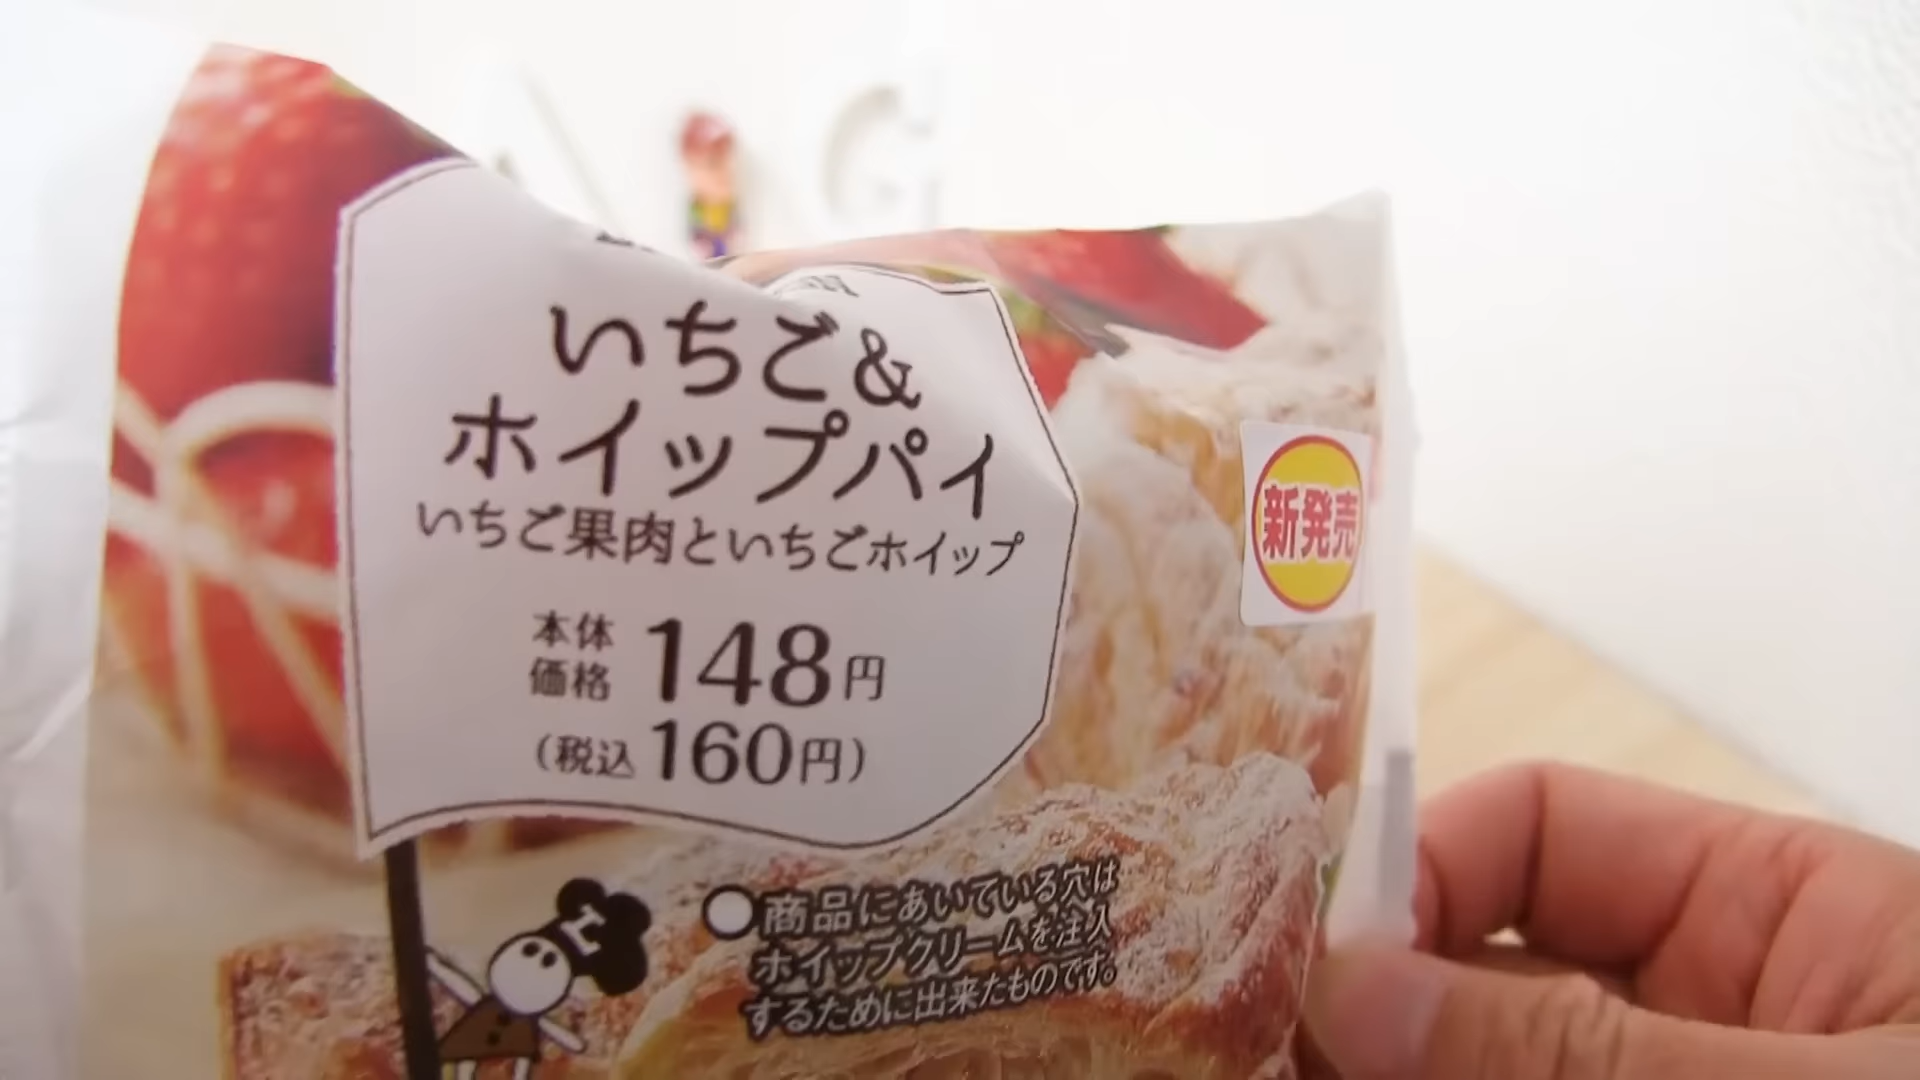 いちご&
ホイップパイ
いちご果肉といちごホイップ
本体
価格 148円
(税込160円)
新発売
●商品にあいている穴は
ホイップクリームを注入
するために出来たものです。